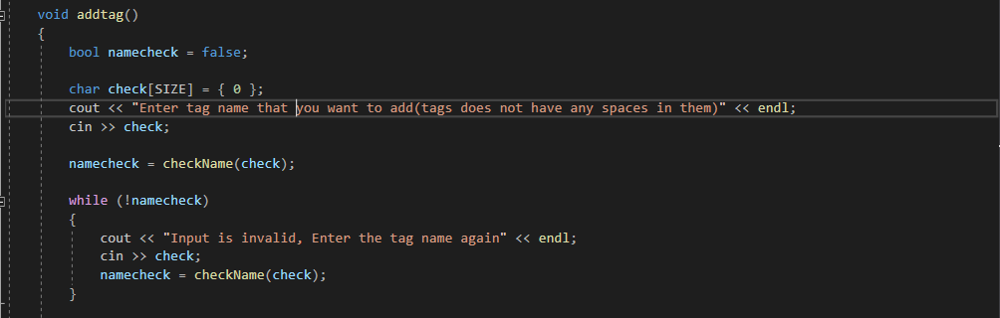 void addtag()
{
bool namecheck = false;
char check[SIZE] = { 0 };
cout << "Enter tag name that you want to add(tags does not have any spaces in them)" << endl;
cin >> check;
namecheck = checkName(check);
while (!namecheck)
{
cout << "Input is invalid, Enter the tag name again" << endl;
cin >> check;
namecheck = checkName(check);
}